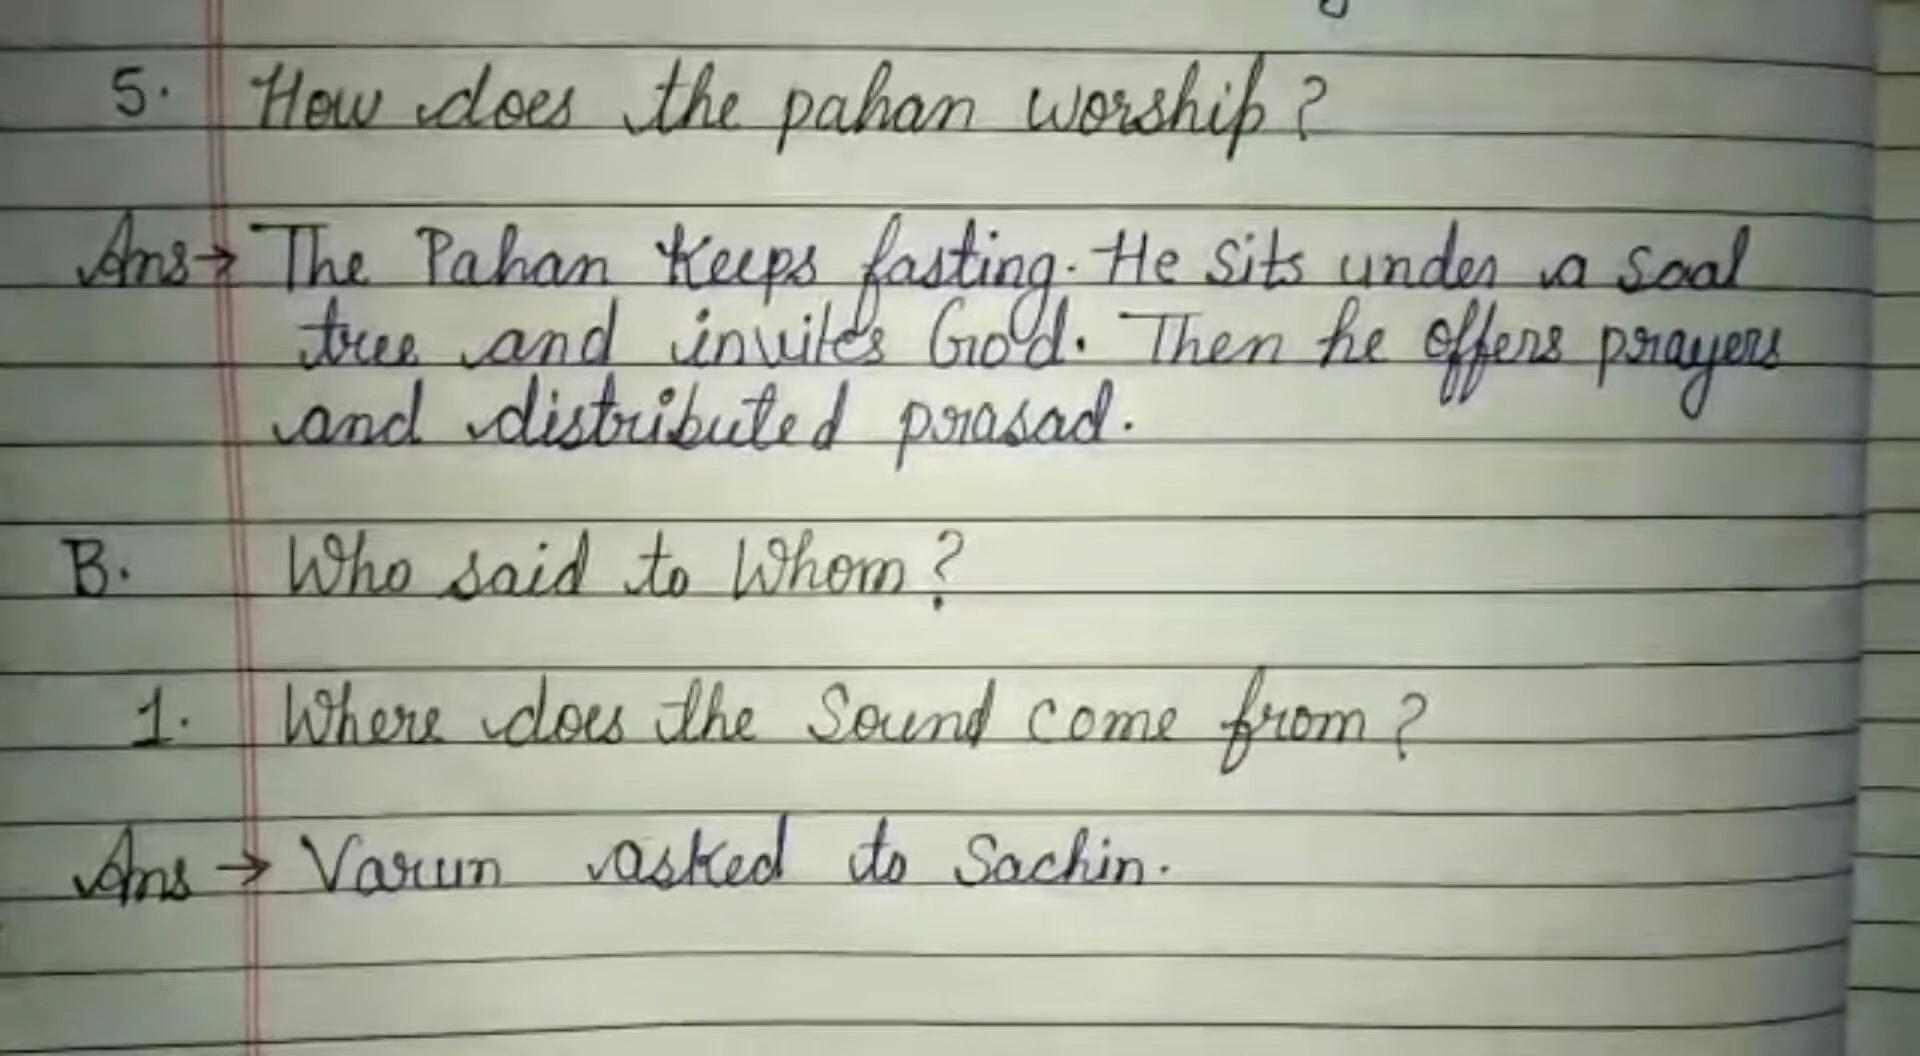 5. How does the pahan worship?
Ans→ The Pahan keeps fasting. He sits under a saal
tree and invites God. Then he offers prayers
and distributed prasad.
B. Who said to Whom?
1. Where does the Sound come from?
Ans → Varun asked to Sachin.